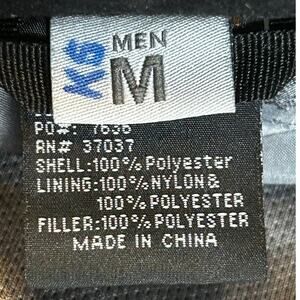 KS
MEN
M
PO#: 7636
RN# 37037
SHELL:100%Polyester
LINING:100%NYLON&
100%POLYESTER
FILLER:100%POLYESTER
MADE IN CHINA